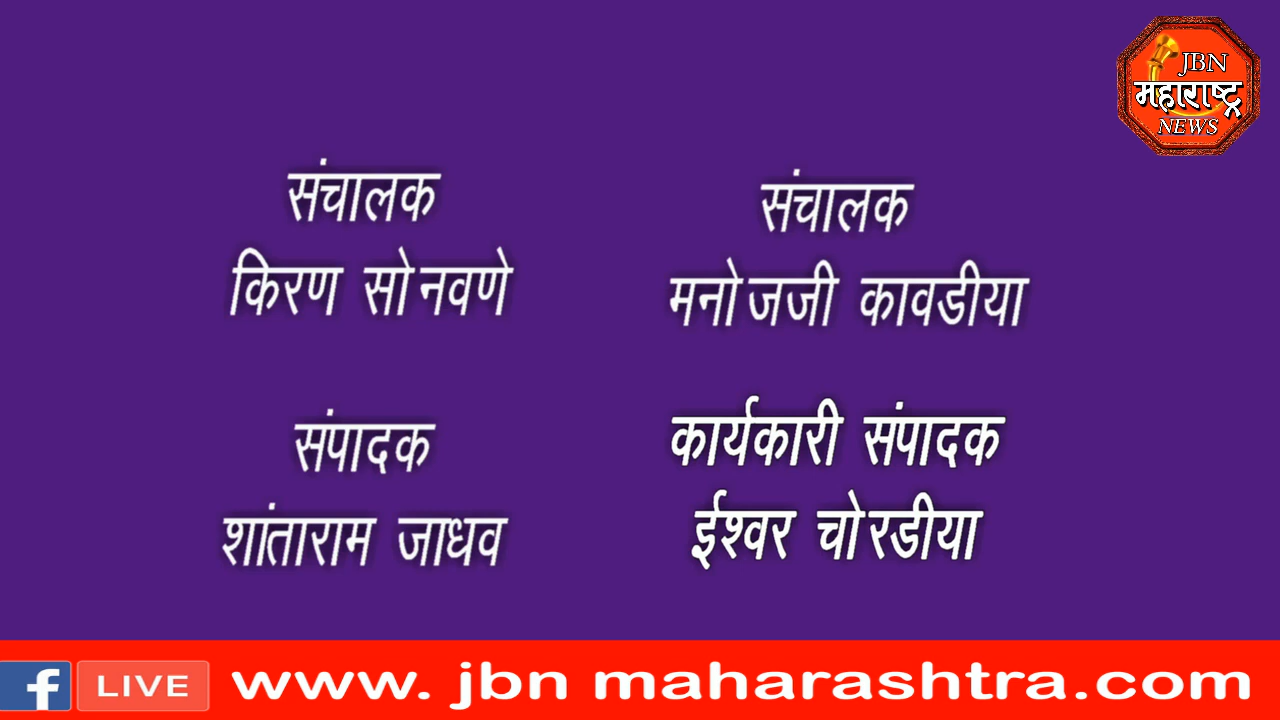 JBN
महाराष्ट्र
NEWS
संचालक
किरण सोनवणे
संचालक
मनोजजी कावडीया
संपादक
शांताराम जाधव
कार्यकारी संपादक
ईश्वर चोरडीया
f LIVE www. jbn maharashtra.com